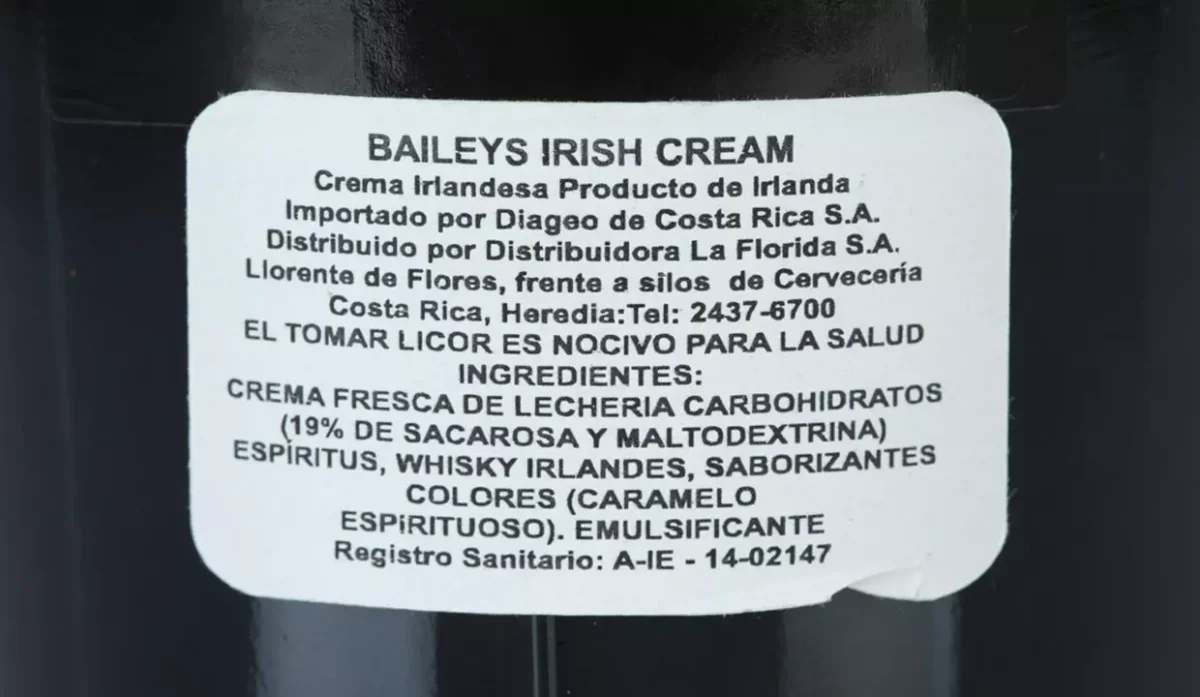 BAILEYS IRISH CREAM
Crema Irlandesa Producto de Irlanda
Importado por Diageo de Costa Rica S.A.
Distribuido por Distribuidora La Florida S.A.
Llorente de Flores, frente a silos de Cervecería
Costa Rica, Heredia:Tel: 2437-6700
EL TOMAR LICOR ES NOCIVO PARA LA SALUD
INGREDIENTES:
CREMA FRESCA DE LECHERIA CARBOHIDRATOS
(19% DE SACAROSA Y MALTODEXTRINA)
ESPÍRITUS, WHISKY IRLANDES, SABORIZANTES
COLORES (CARAMELO
ESPIRITUOSO). EMULSIFICANTE
Registro Sanitario: A-IE - 14-02147